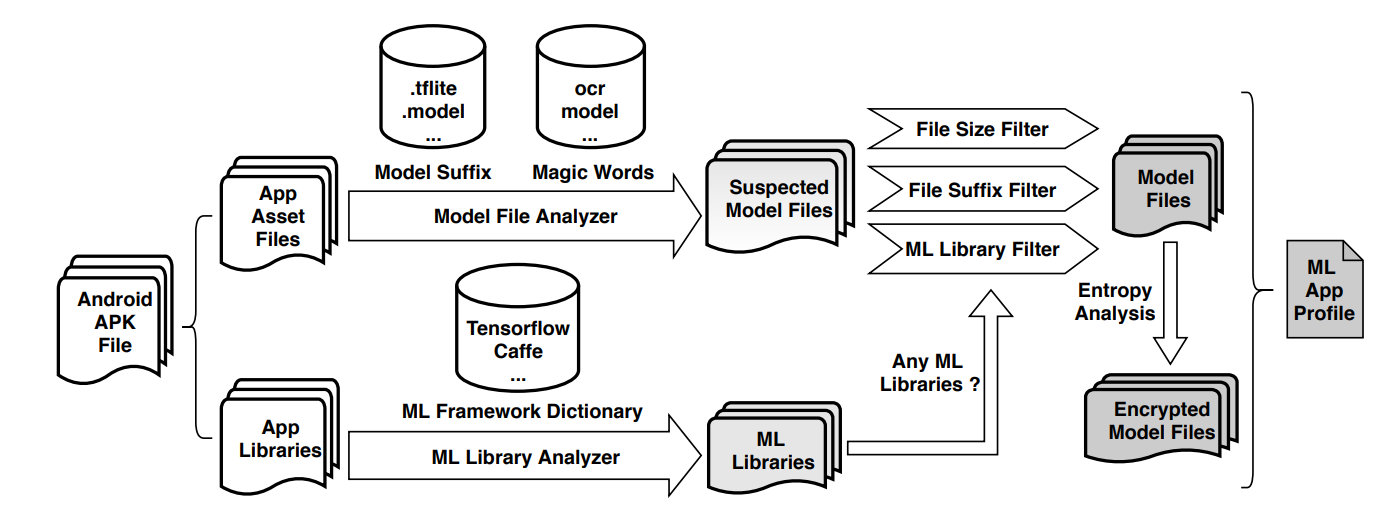 .tflite
.model
...
Model Suffix
ocr
model
...
Magic Words
App
Asset
Files
Model File Analyzer
Suspected
Model Files
File Size Filter
File Suffix Filter
ML Library Filter
Model
Files
Android
APK
File
Tensorflow
Caffe
...
ML Framework Dictionary
App
Libraries
ML Library Analyzer
ML
Libraries
Any ML
Libraries ?
Entropy
Analysis
Encrypted
Model Files
ML
App
Profile